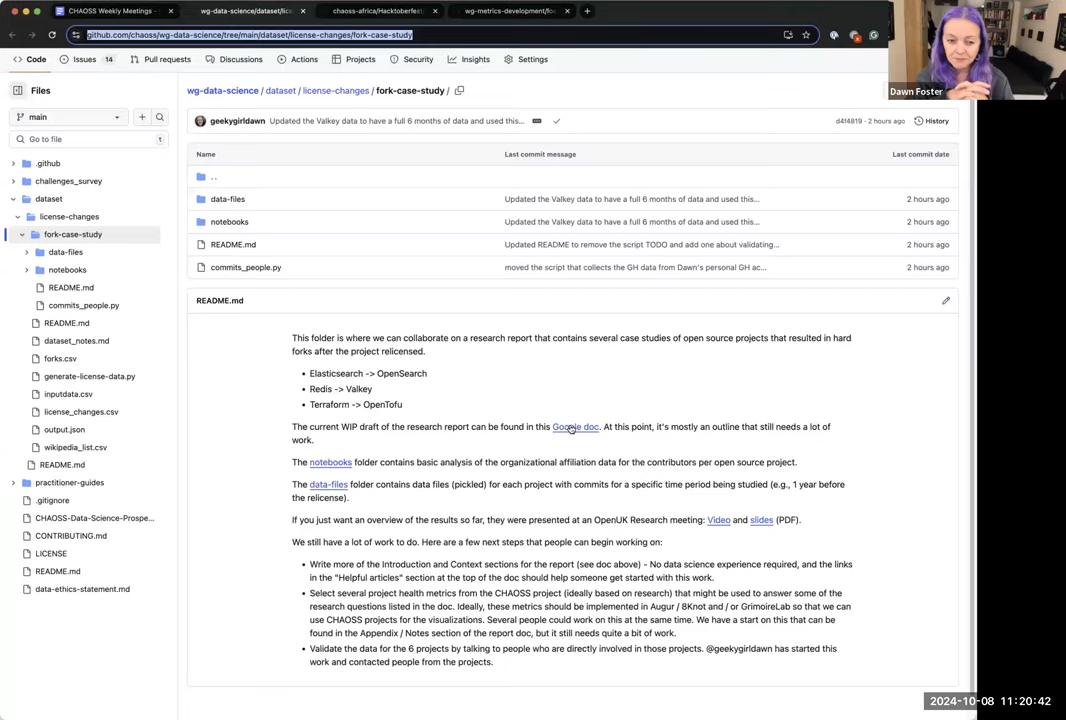 CHAOSS Weekly Meetings -
wg-data-science/dataset/lice
chaoss-africa/Hacktoberfest
wg-metrics-development/foc
github.com/chaoss/wg-data-science/tree/main/dataset/license-changes/fork-case-study
Code
Issues 14
Pull requests
Discussions
Actions
Projects
Security
Insights
Settings
Dawn Foster
Files
main
Go to file
t
.github
challenges_survey
dataset
license-changes
fork-case-study
data-files
notebooks
README.md
commits_people.py
README.md
dataset_notes.md
forks.csv
generate-license-data.py
inputdata.csv
license_changes.csv
output.json
wikipedia_list.csv
README.md
practitioner-guides
.gitignore
CHAOSS-Data-Science-Prospe...
CONTRIBUTING.md
LICENSE
README.md
data-ethics-statement.md
wg-data-science / dataset / license-changes / fork-case-study /
geekygirldawn Updated the Valkey data to have a full 6 months of data and used this...
d4f4819 · 2 hours ago
History
Name Last commit message Last commit date
..
data-files Updated the Valkey data to have a full 6 months of data and used this... 2 hours ago
notebooks Updated the Valkey data to have a full 6 months of data and used this... 2 hours ago
README.md Updated README to remove the script TODO and add one about validating... 2 hours ago
commits_people.py moved the script that collects the GH data from Dawn's personal GH ac... 2 hours ago
README.md
This folder is where we can collaborate on a research report that contains several case studies of open source projects that resulted in hard
forks after the project relicensed.
• Elasticsearch -> OpenSearch
• Redis -> Valkey
• Terraform -> OpenTofu
The current WIP draft of the research report can be found in this Google doc. At this point, it's mostly an outline that still needs a lot of
work.
The notebooks folder contains basic analysis of the organizational affiliation data for the contributors per open source project.
The data-files folder contains data files (pickled) for each project with commits for a specific time period being studied (e.g., 1 year before
the relicense).
If you just want an overview of the results so far, they were presented at an OpenUK Research meeting: Video and slides (PDF).
We still have a lot of work to do. Here are a few next steps that people can begin working on:
• Write more of the Introduction and Context sections for the report (see doc above) - No data science experience required, and the links
in the "Helpful articles" section at the top of the doc should help someone get started with this work.
• Select several project health metrics from the CHAOSS project (ideally based on research) that might be used to answer some of the
research questions listed in the doc. Ideally, these metrics should be implemented in Augur / 8Knot and / or GrimoireLab so that we can
use CHAOSS projects for the visualizations. Several people could work on this at the same time. We have a start on this that can be
found in the Appendix / Notes section of the report doc, but it still needs quite a bit of work.
• Validate the data for the 6 projects by talking to people who are directly involved in those projects. @geekygirldawn has started this
work and contacted people from the projects.
2024-10-08 11:20:42